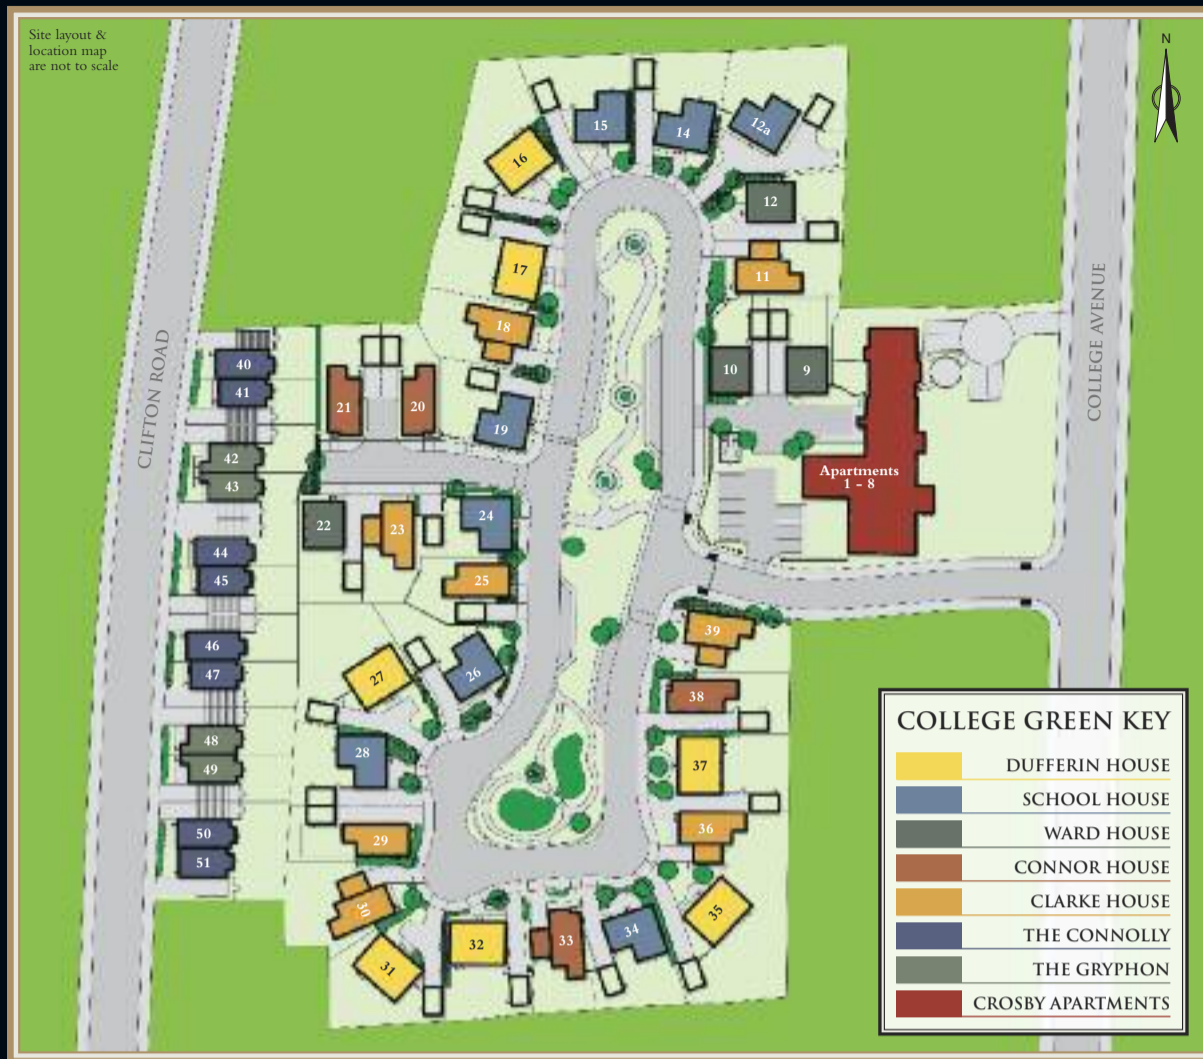 Site layout &
location map
are not to scale
N
CLIFTON ROAD
COLLEGE AVENUE
15
14
12a
16
12
17
11
18
10
9
40
41
21
20
19
42
43
Apartments
1 - 8
22
23
24
44
45
25
46
47
27
26
39
38
48
49
28
37
50
51
29
36
30
31
32
33
34
35
COLLEGE GREEN KEY
DUFFERIN HOUSE
SCHOOL HOUSE
WARD HOUSE
CONNOR HOUSE
CLARKE HOUSE
THE CONNOLLY
THE GRYPHON
CROSBY APARTMENTS